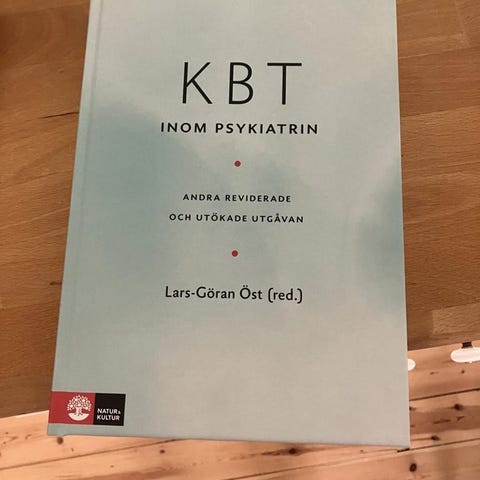 KBT
INOM PSYKIATRIN
ANDRA REVIDERADE
OCH UTÖKADE UTGÅVAN
Lars-Göran Öst (red.)
NATUR &
KULTUR